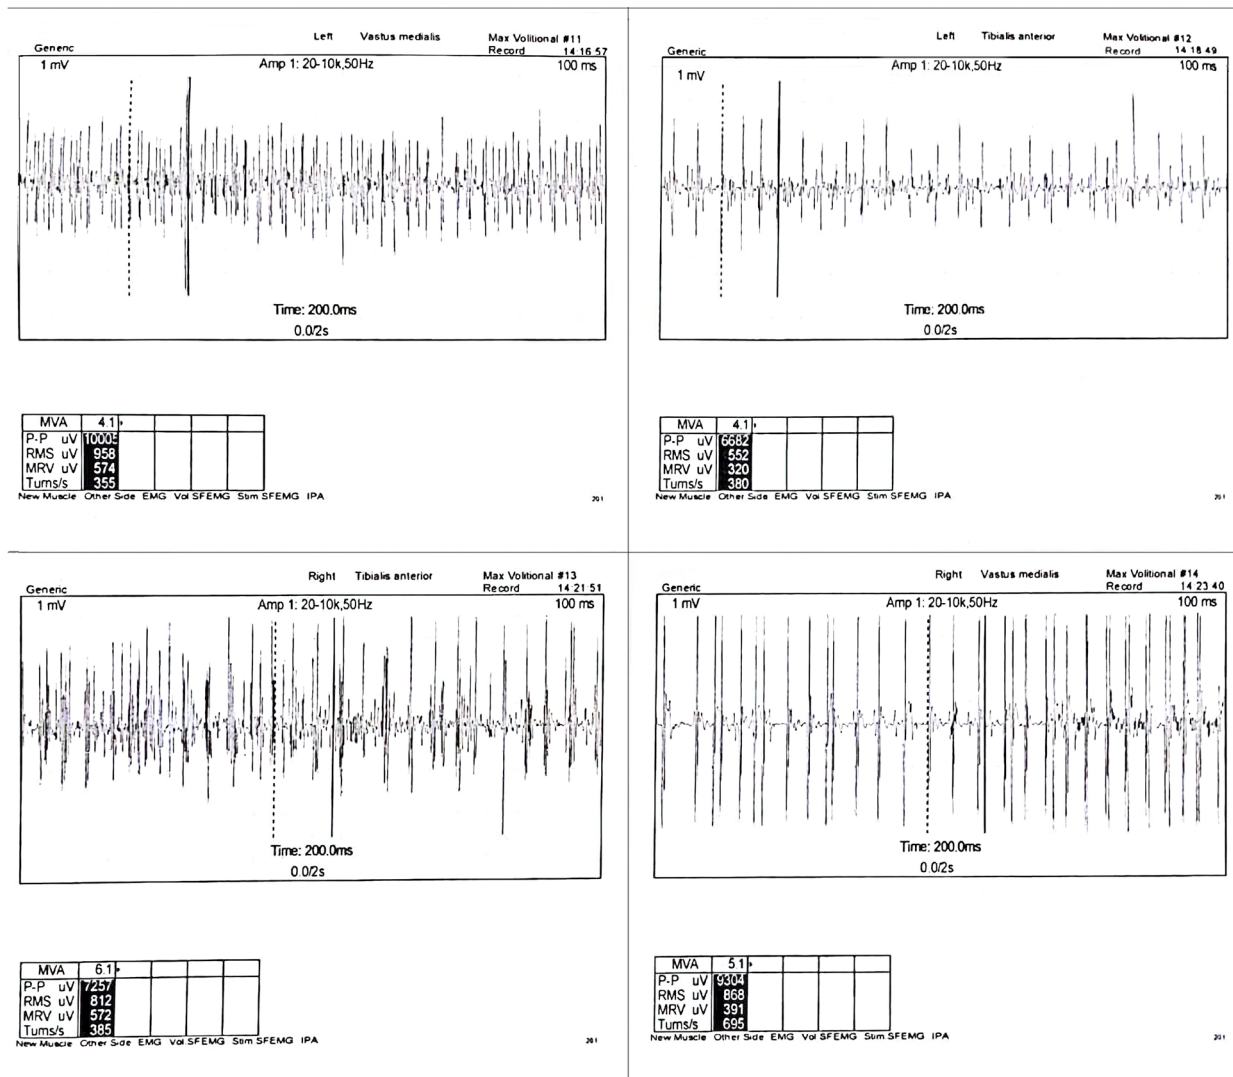 Left Vastus medialis Max Volitional #11
Generic Record 14:16:57
1 mV Amp 1: 20-10k,50Hz 100 ms
Time: 200.0ms
0.0/2s
MVA 4.1
P-P uV 1000
RMS uV 958
MRV uV 574
Turns/s 355
New Muscle Other Side EMG Vol SFEMG Stim SFEMG IPA
201
Left Tibialis anterior Max Volitional #12
Generic Record 14:18:49
1 mV Amp 1: 20-10k,50Hz 100 ms
Time: 200.0ms
0.0/2s
MVA 4.1
P-P uV 6682
RMS uV 552
MRV uV 320
Turns/s 380
New Muscle Other Side EMG Vol SFEMG Stim SFEMG IPA
201
Right Tibialis anterior Max Volitional #13
Generic Record 14:21:51
1 mV Amp 1: 20-10k,50Hz 100 ms
Time: 200.0ms
0.0/2s
MVA 6.1
P-P uV 7257
RMS uV 812
MRV uV 572
Turns/s 385
New Muscle Other Side EMG Vol SFEMG Stim SFEMG IPA
201
Right Vastus medialis Max Volitional #14
Generic Record 14:23:40
1 mV Amp 1: 20-10k,50Hz 100 ms
Time: 200.0ms
0.0/2s
MVA 5.1
P-P uV 9304
RMS uV 868
MRV uV 391
Turns/s 695
New Muscle Other Side EMG Vol SFEMG Stim SFEMG IPA
201